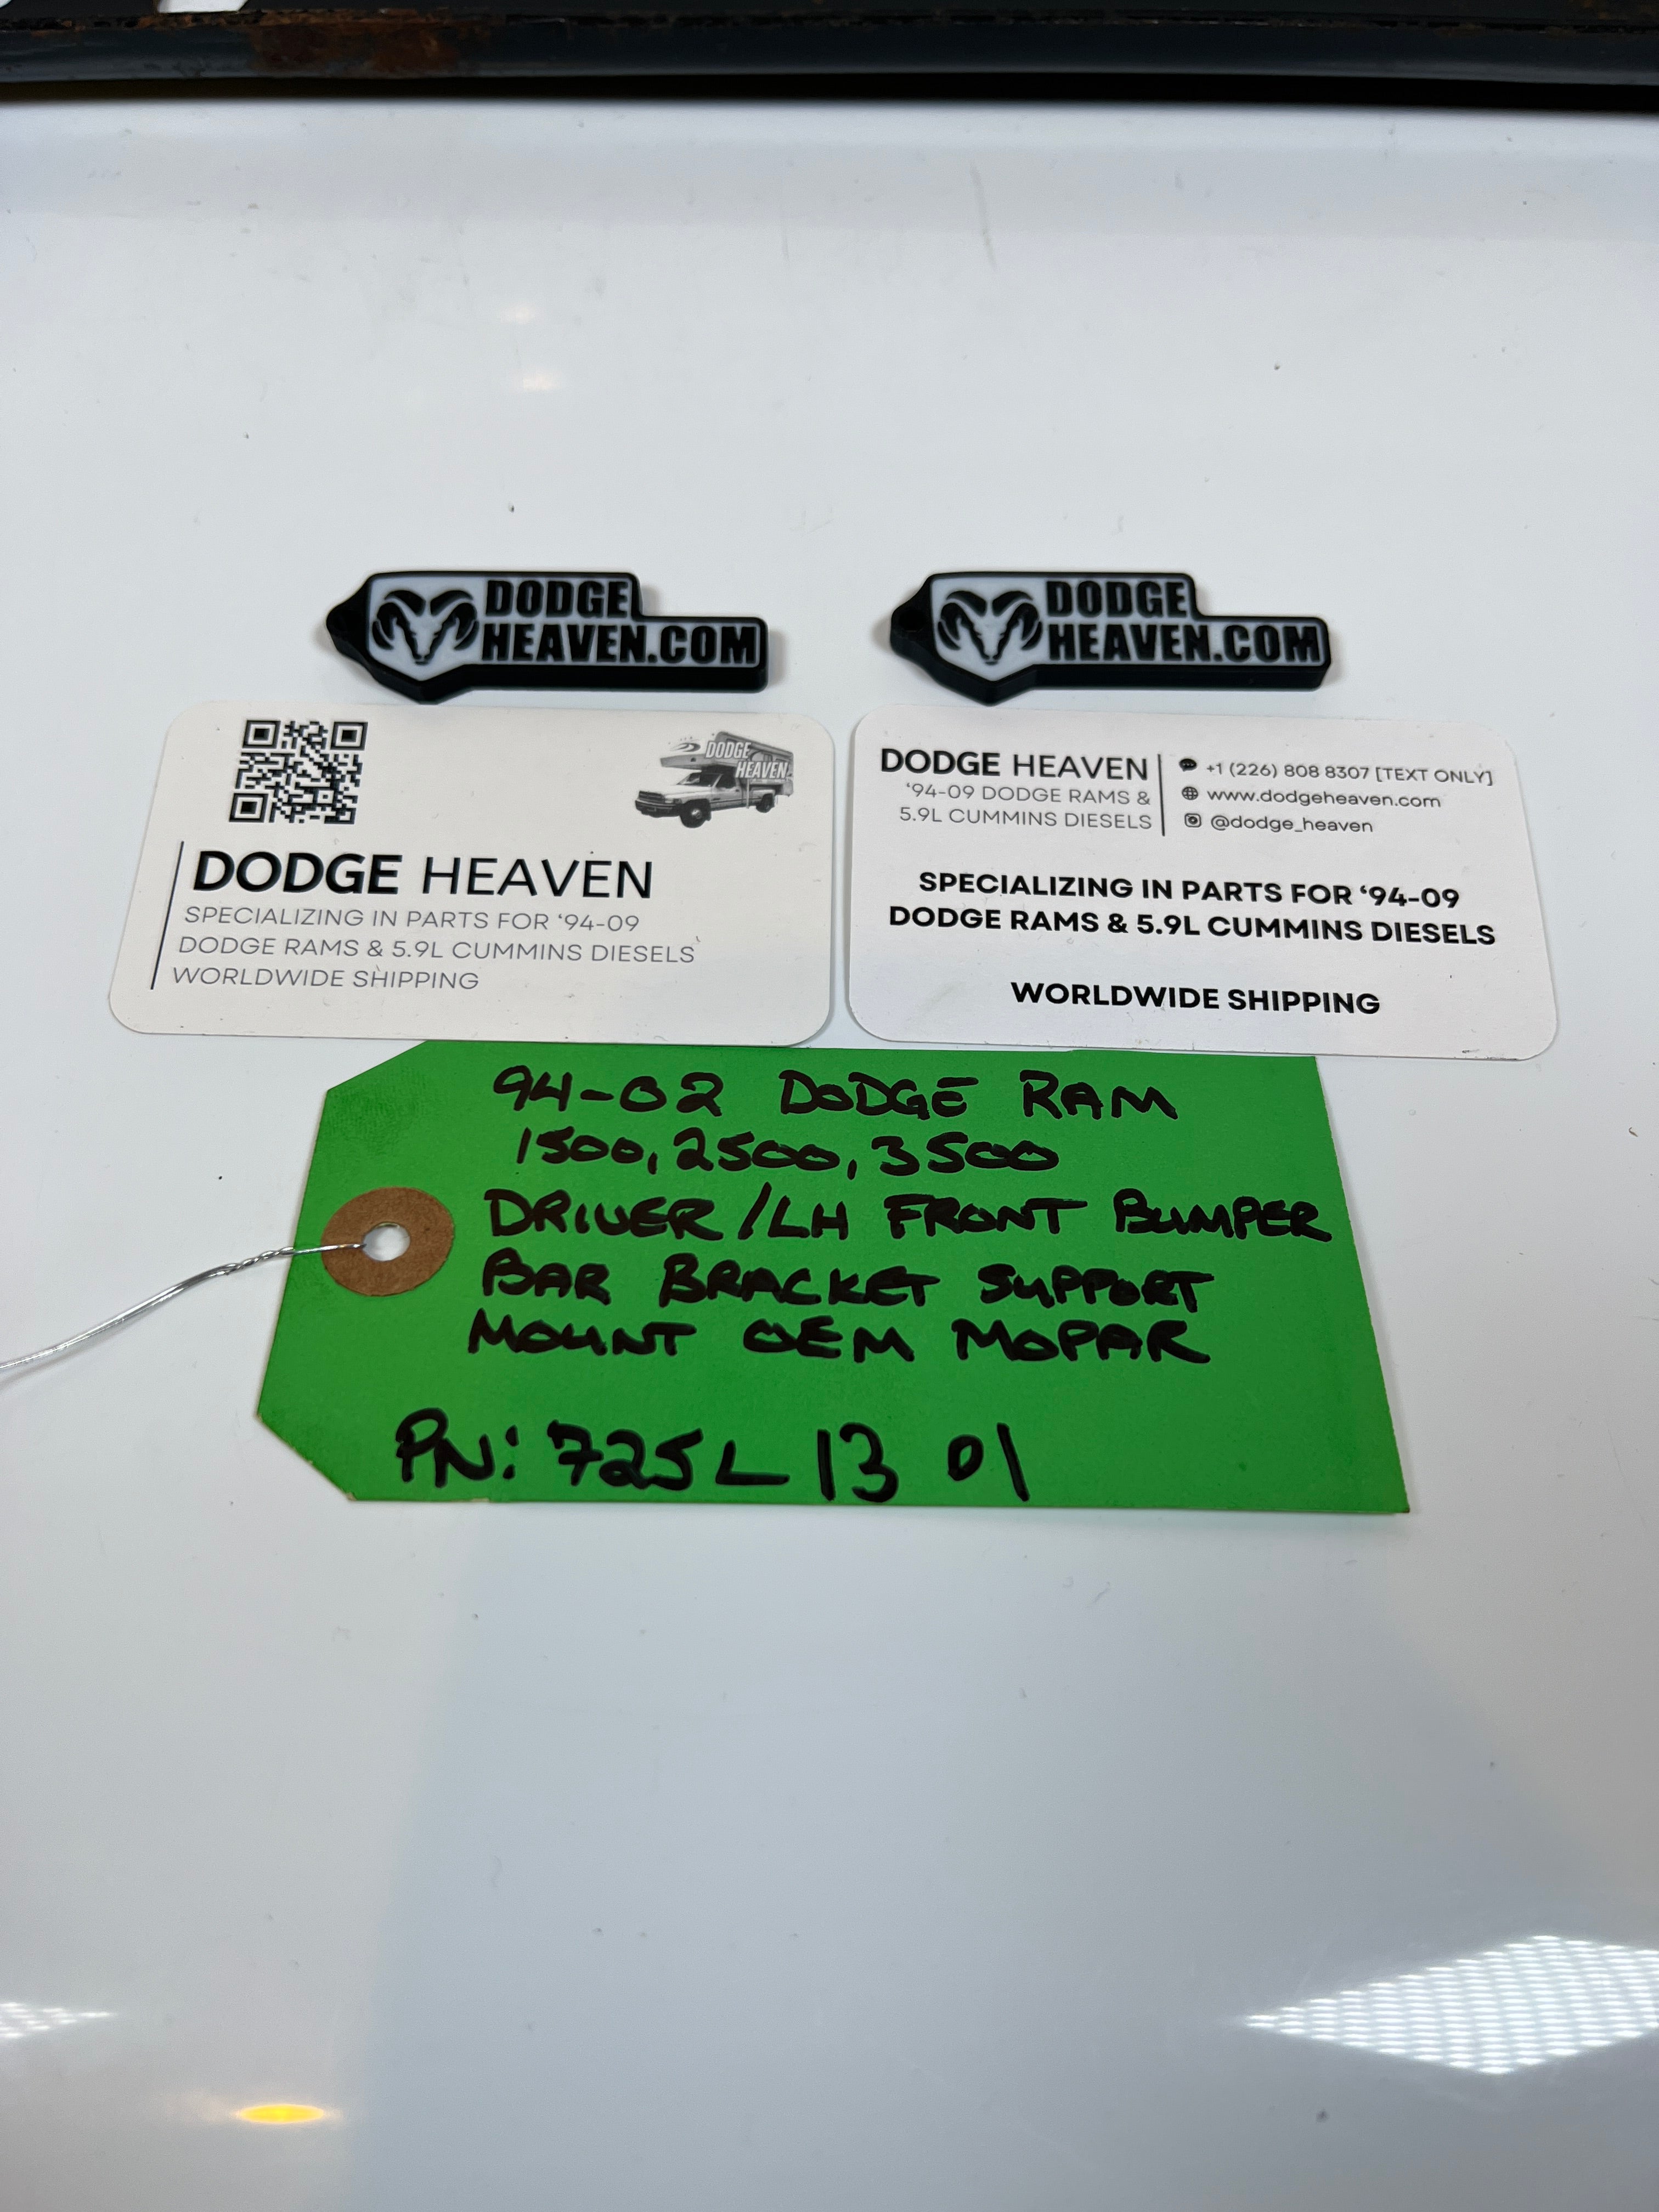 DODGE
HEAVEN.COM
DODGE
HEAVEN.COM
DODGE
HEAVEN
DODGE HEAVEN
SPECIALIZING IN PARTS FOR ‘94-09
DODGE RAMS & 5.9L CUMMINS DIESELS
WORLDWIDE SHIPPING
DODGE HEAVEN
‘94-09 DODGE RAMS &
5.9L CUMMINS DIESELS
+1 (226) 808 8307 [TEXT ONLY]
www.dodgeheaven.com
@dodge_heaven
SPECIALIZING IN PARTS FOR ‘94-09
DODGE RAMS & 5.9L CUMMINS DIESELS
WORLDWIDE SHIPPING
94-02 DODGE RAM
1500, 2500, 3500
DRIVER/LH FRONT BUMPER
BAR BRACKET SUPPORT
MOUNT OEM MOPAR
PN: 725L 13 01